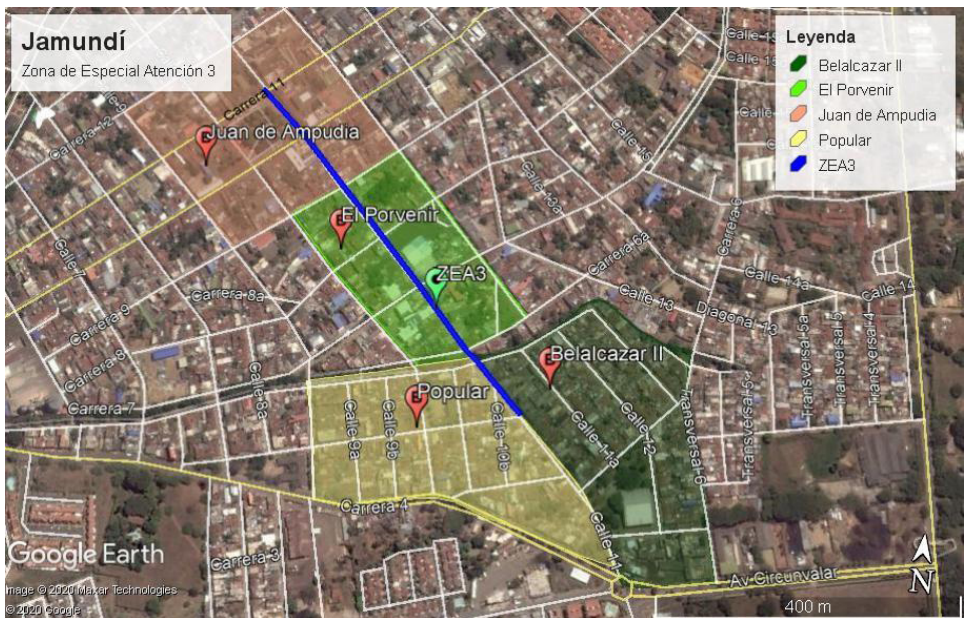 Jamundí
Zona de Especial Atención 3
Leyenda
Belalcazar II
El Porvenir
Juan de Ampudia
Popular
ZEA3
Carrera 11
Carrera 12
Juan de Ampudia
Calle 15
Calle 13a
Carrera 6
El Porvenir
Carrera 6a
Calle 7
ZEA3
Calle 14a
Calle 14
Carrera 8a
Carrera 9
Calle 13
Diagonal 13
Transversal 5a
Transversal 5
Transversal 4
Carrera 8
Belalcazar II
Calle 8a
Carrera 7
Popular
Calle 9a
Calle 9b
Calle 10b
Calle 11a
Calle 12
Transversal 6
Carrera 4
Google Earth
Carrera 3
Calle 11
Av Circunvalar
N
Image © 2020 Maxar Technologies
© 2020 Google
400 m